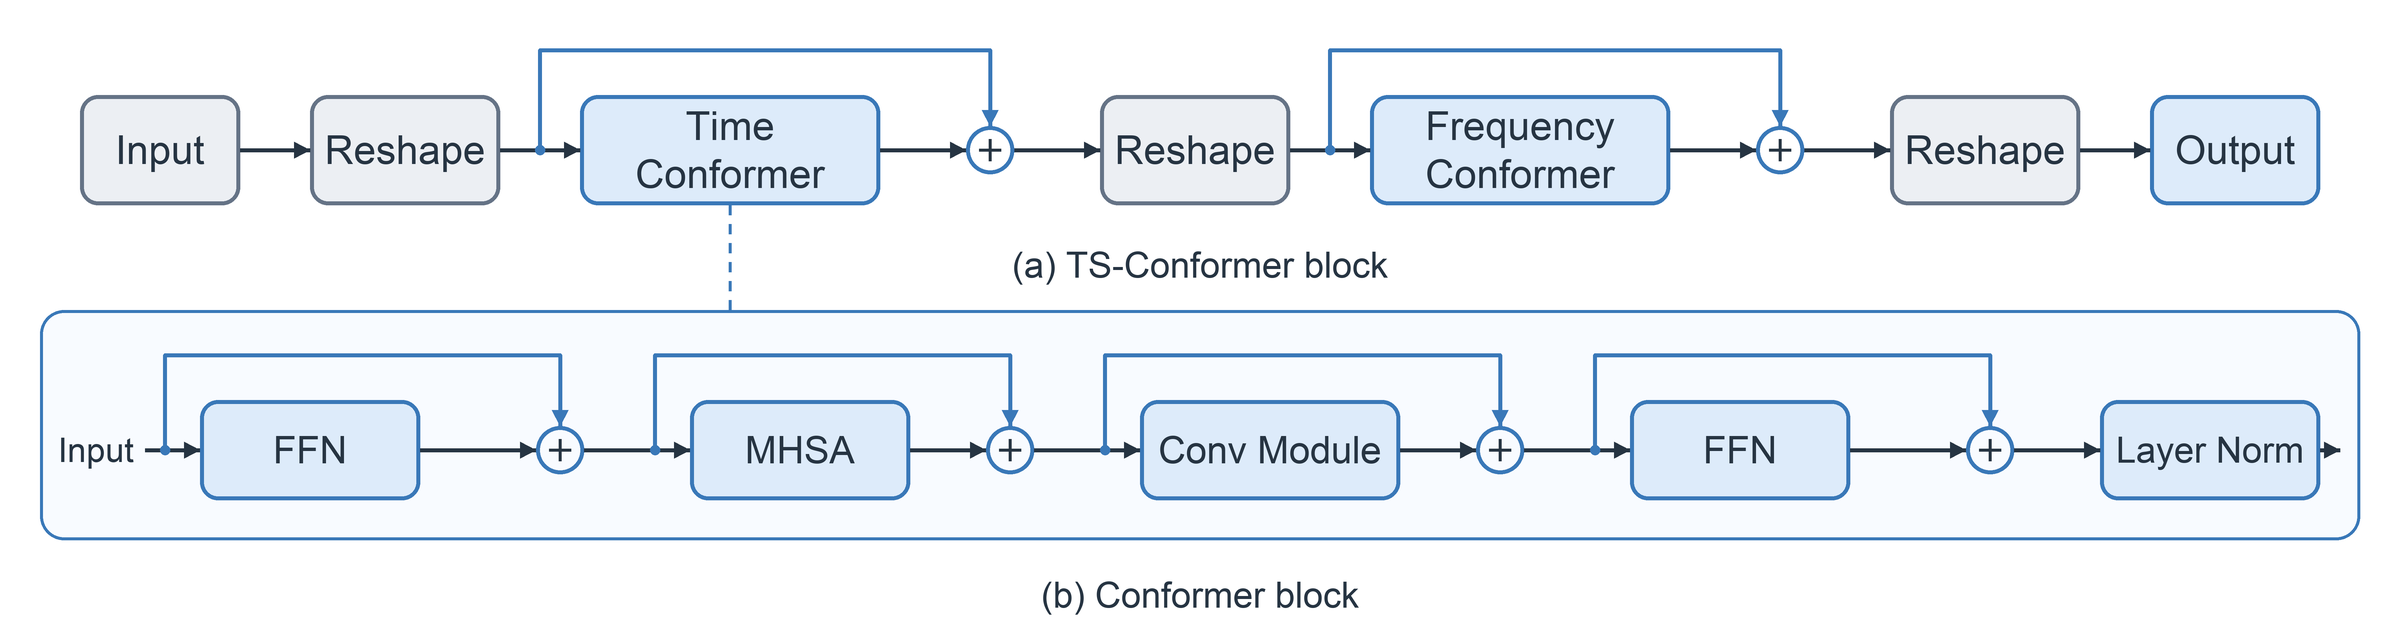 Input
Reshape
Time
Conformer
+
Reshape
Frequency
Conformer
+
Reshape
Output
(a) TS-Conformer block
Input
FFN
+
MHSA
+
Conv Module
+
FFN
+
Layer Norm
(b) Conformer block